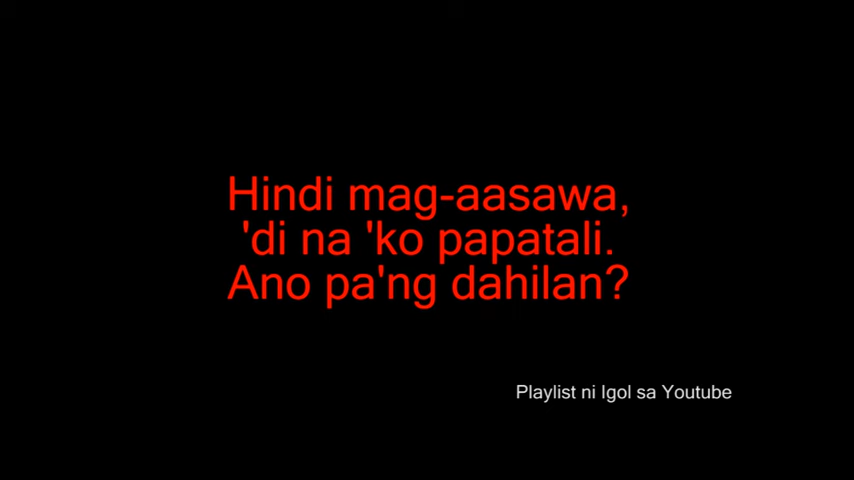 Hindi mag-aasawa,
'di na 'ko papatali.
Ano pa'ng dahilan?
Playlist ni Igol sa Youtube